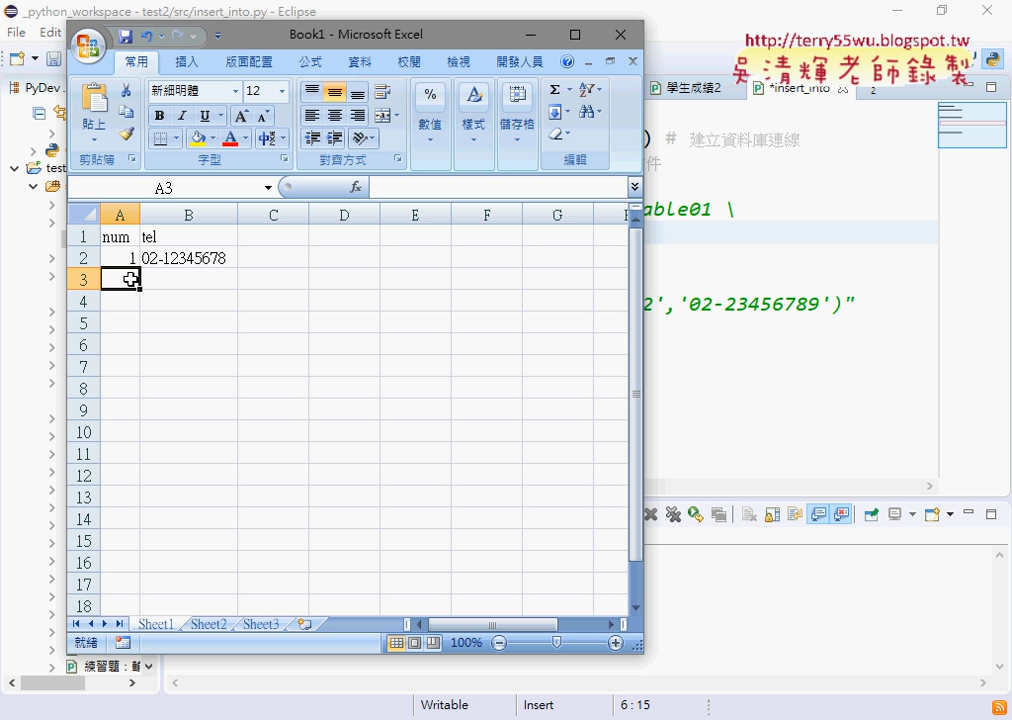 _python_workspace - test2/src/insert_into.py - Eclipse
File Edit
Book1 - Microsoft Excel
http://terry55wu.blogspot.tw
吳清輝老師錄製
常用 插入 版面配置 公式 資料 校閱 檢視 開發人員
PyDev
學生成績2 *insert_into 2
新細明體 12
貼上 B I U A A 數值 樣式 儲存格
剪貼簿 字型 對齊方式 編輯
) # 建立資料庫連線
件
A3 fx
A B C D E F G
able01 \
1 num tel
2 1 02-12345678
3
2','02-23456789')"
4
5
6
7
8
9
10
11
12
13
14
15
16
17
18
test
Sheet1 Sheet2 Sheet3
就緒 100%
練習題：
Writable Insert 6 : 15